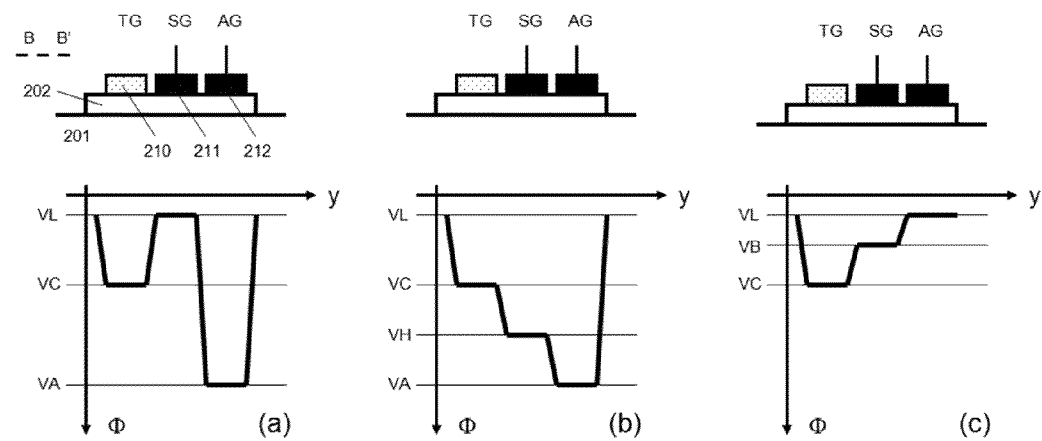 TG SG AG
B B'
202
201 210 211 212
y
VL
VC
VA
Φ (a)
TG SG AG
y
VL
VC
VH
VA
Φ (b)
TG SG AG
y
VL
VB
VC
Φ (c)